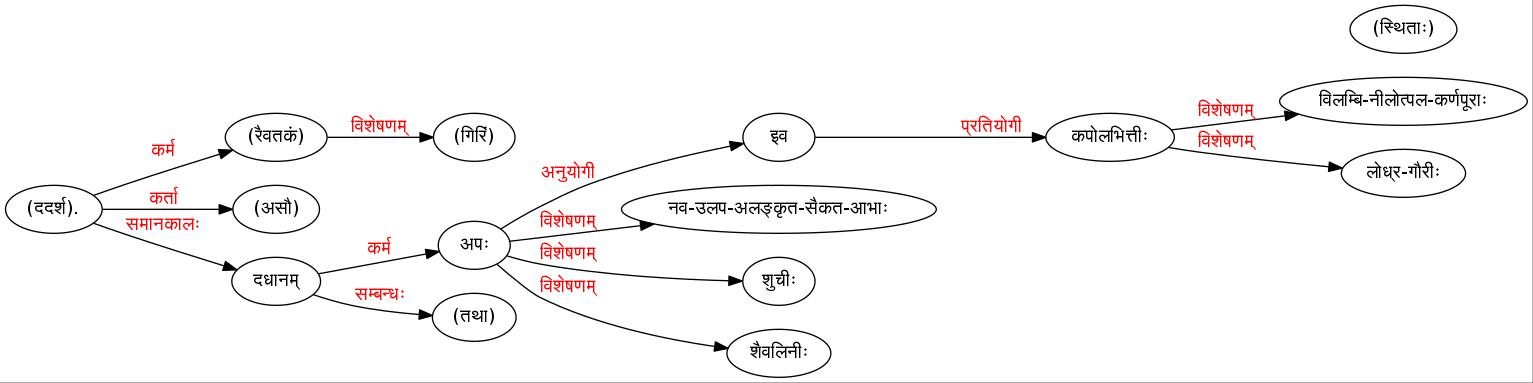 (स्थिताः)
विशेषणम्
विलम्बि-नीलोत्पल-कर्णपूराः
कर्म
(रैवतकं)
विशेषणम्
(गिरिं)
इव
प्रतियोगी
कपोलभित्तीः
विशेषणम्
लोध्र-गौरीः
अनुयोगी
(ददर्श).
कर्ता
(असौ)
समानकालः
विशेषणम्
नव-उलप-अलङ्कृत-सैकत-आभाः
दधानम्
कर्म
अपः
विशेषणम्
शुचीः
सम्बन्धः
(तथा)
विशेषणम्
शैवलिनीः